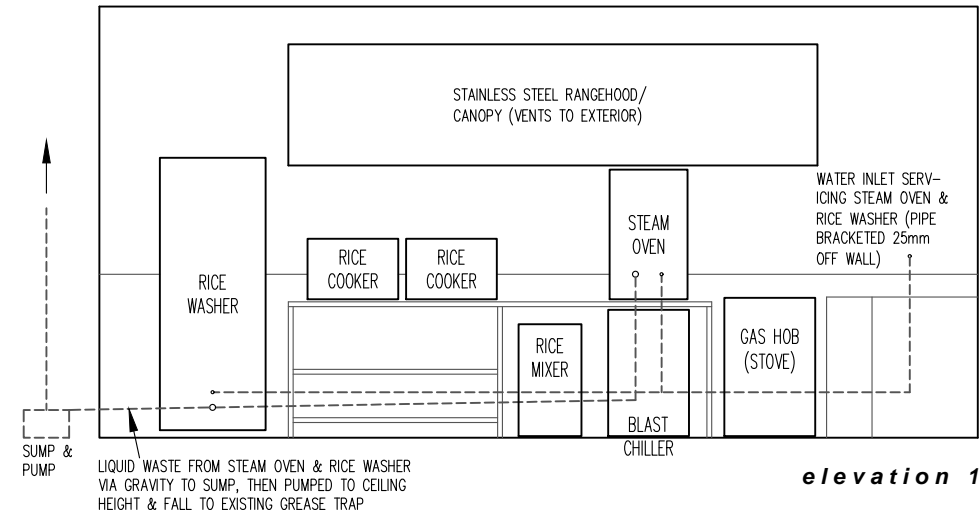 STAINLESS STEEL RANGEHOOD/
CANOPY (VENTS TO EXTERIOR)
WATER INLET SERV-
ICING STEAM OVEN &
RICE WASHER (PIPE
BRACKETED 25mm
OFF WALL)
STEAM
OVEN
RICE
COOKER
RICE
COOKER
RICE
WASHER
RICE
MIXER
GAS HOB
(STOVE)
BLAST
CHILLER
SUMP &
PUMP
LIQUID WASTE FROM STEAM OVEN & RICE WASHER
VIA GRAVITY TO SUMP, THEN PUMPED TO CEILING
HEIGHT & FALL TO EXISTING GREASE TRAP
elevation 1